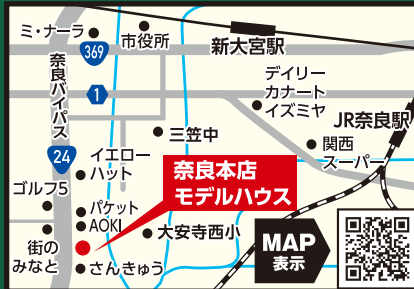 ミ・ナーラ
市役所
新大宮駅
369
奈良バイパス
1
デイリー
カナート
イズミヤ
JR奈良駅
三笠中
関西
スーパー
24
イエロー
ハット
奈良本店
モデルハウス
ゴルフ5
パケット
AOKI
大安寺西小
街の
みなと
さんきゅう
MAP
表示